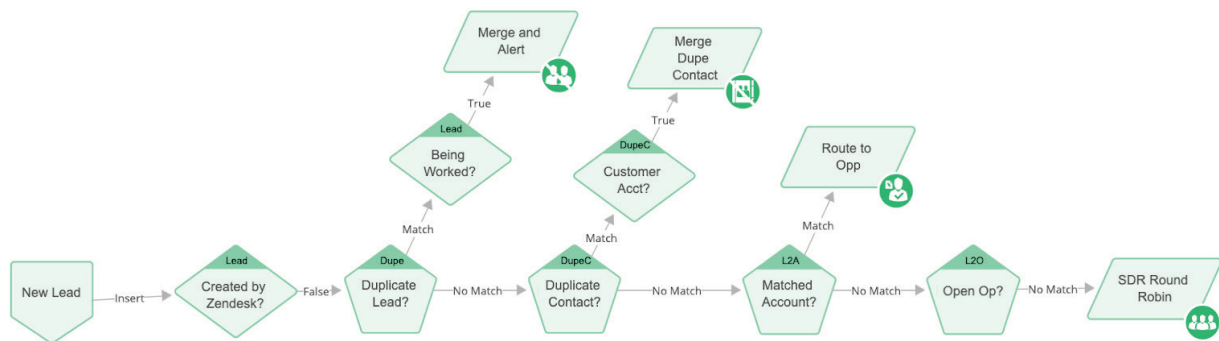 Merge and
Alert
Merge
Dupe
Contact
True
True
Lead
Being
Worked?
DupeC
Customer
Acct?
Route to
Opp
Match
Match
Match
New Lead
Insert
Lead
Created by
Zendesk?
False
Dupe
Duplicate
Lead?
No Match
DupeC
Duplicate
Contact?
No Match
L2A
Matched
Account?
No Match
L2O
Open Op?
No Match
SDR Round
Robin